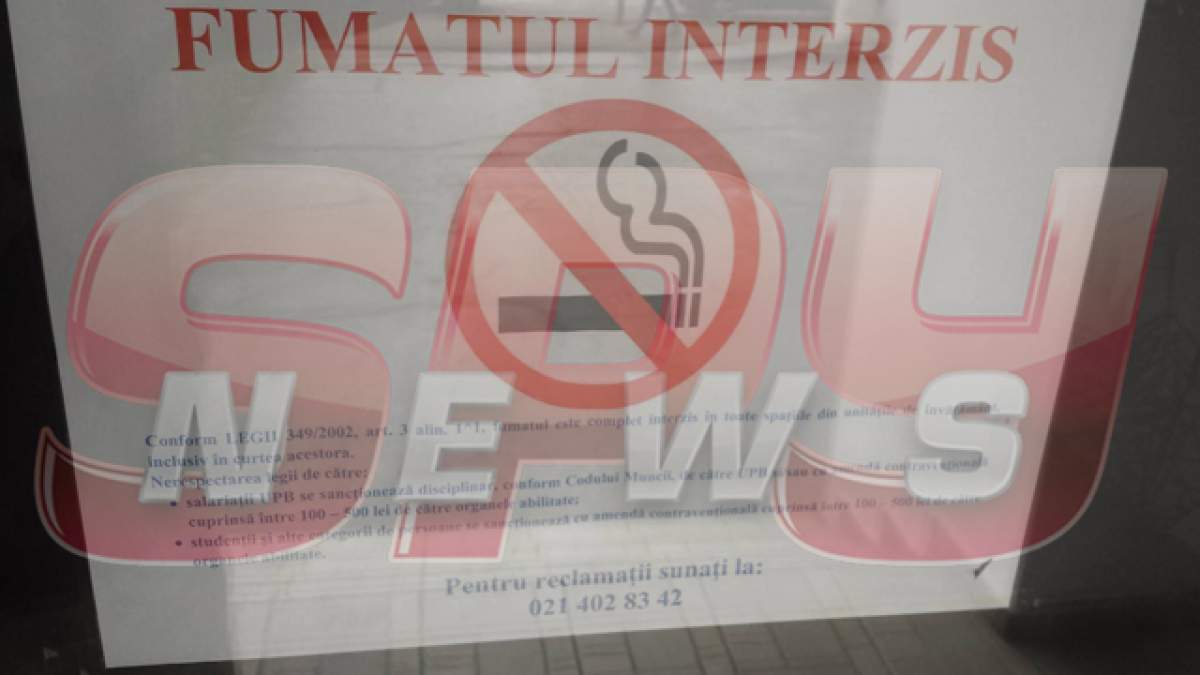 FUMATUL INTERZIS
SPY
NEWS
Conform LEGII 349/2002, art. 3 alin. 1^1, fumatul este complet interzis în toate spațiile din unitățile de învățământ,
inclusiv în curtea acestora.
Nerespectarea legii de către:
• salariații UPB se sancționează disciplinar, conform Codului Muncii, de către UPB și sau cu amendă contravențională
cuprinsă între 100 – 500 lei de către organele abilitate;
• studenții și alte categorii de persoane se sancționează cu amendă contravențională cuprinsă între 100 – 500 lei de către
organele abilitate.
Pentru reclamații sunați la:
021 402 83 42